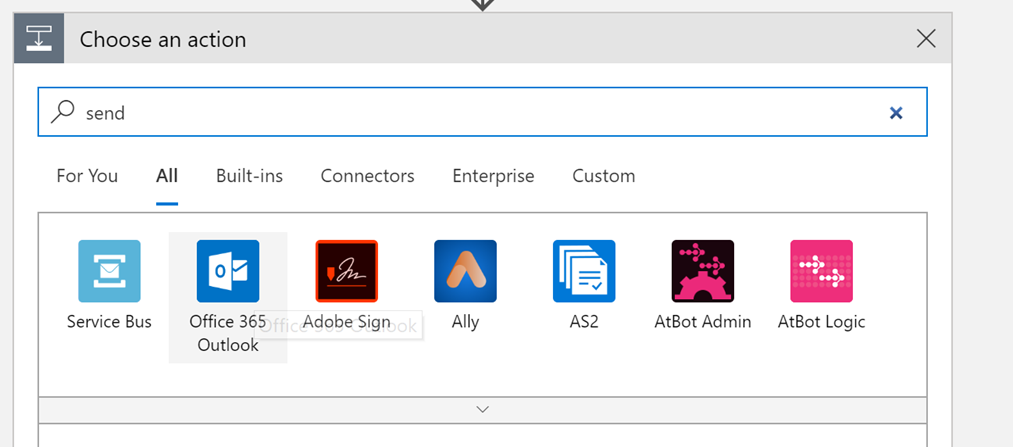 Choose an action
send
For You All Built-ins Connectors Enterprise Custom
Service Bus Office 365 Adobe Sign Ally AS2 AtBot Admin AtBot Logic
Outlook
Office 365 Outlook